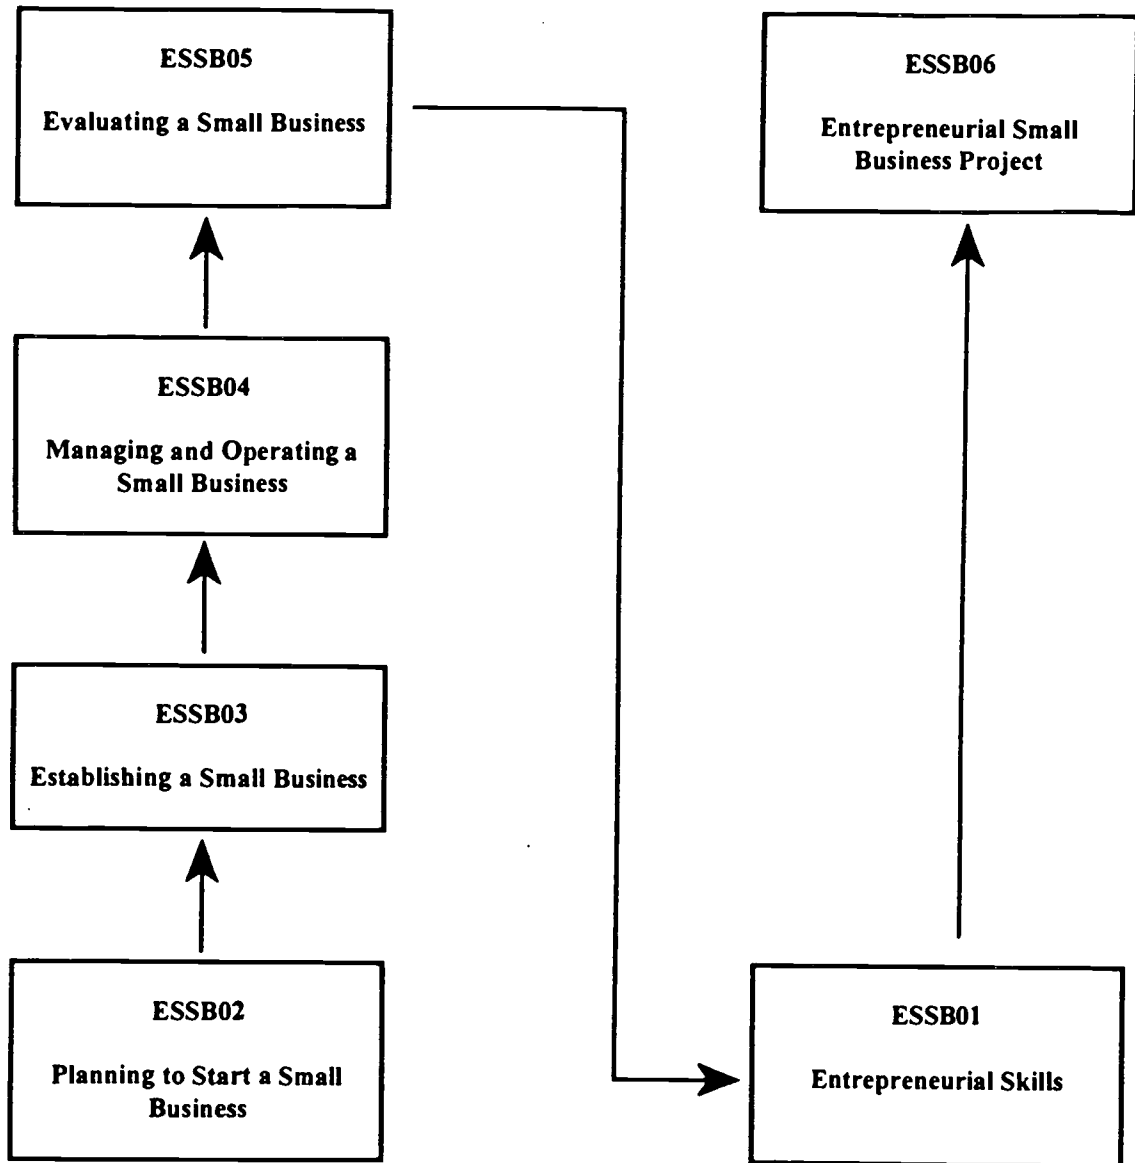 ESSB05
Evaluating a Small Business
ESSB06
Entrepreneurial Small
Business Project
ESSB04
Managing and Operating a
Small Business
ESSB03
Establishing a Small Business
ESSB02
Planning to Start a Small
Business
ESSB01
Entrepreneurial Skills